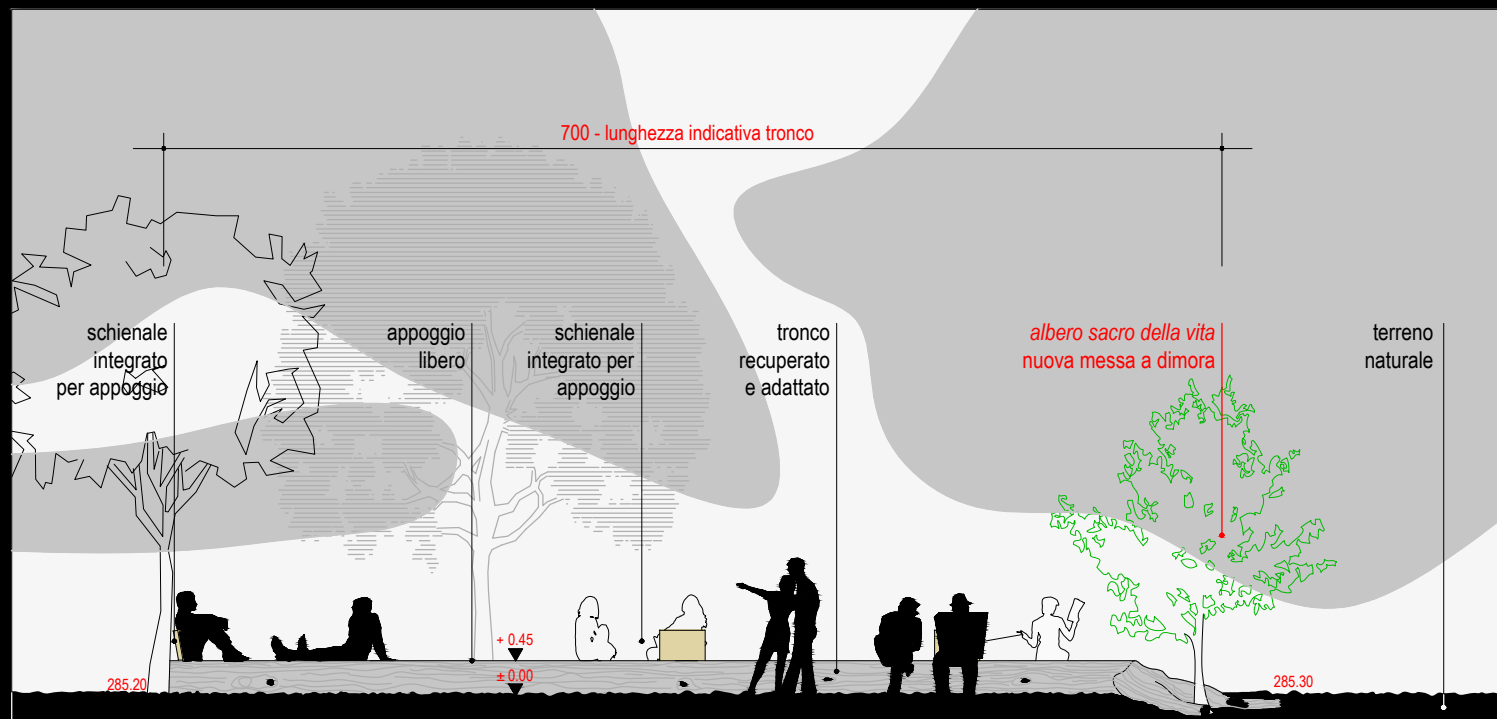 700 - lunghezza indicativa tronco
schienale
integrato
per appoggio
appoggio
libero
schienale
integrato per
appoggio
tronco
recuperato
e adattato
albero sacro della vita
nuova messa a dimora
terreno
naturale
+ 0.45
± 0.00
285.20
285.30